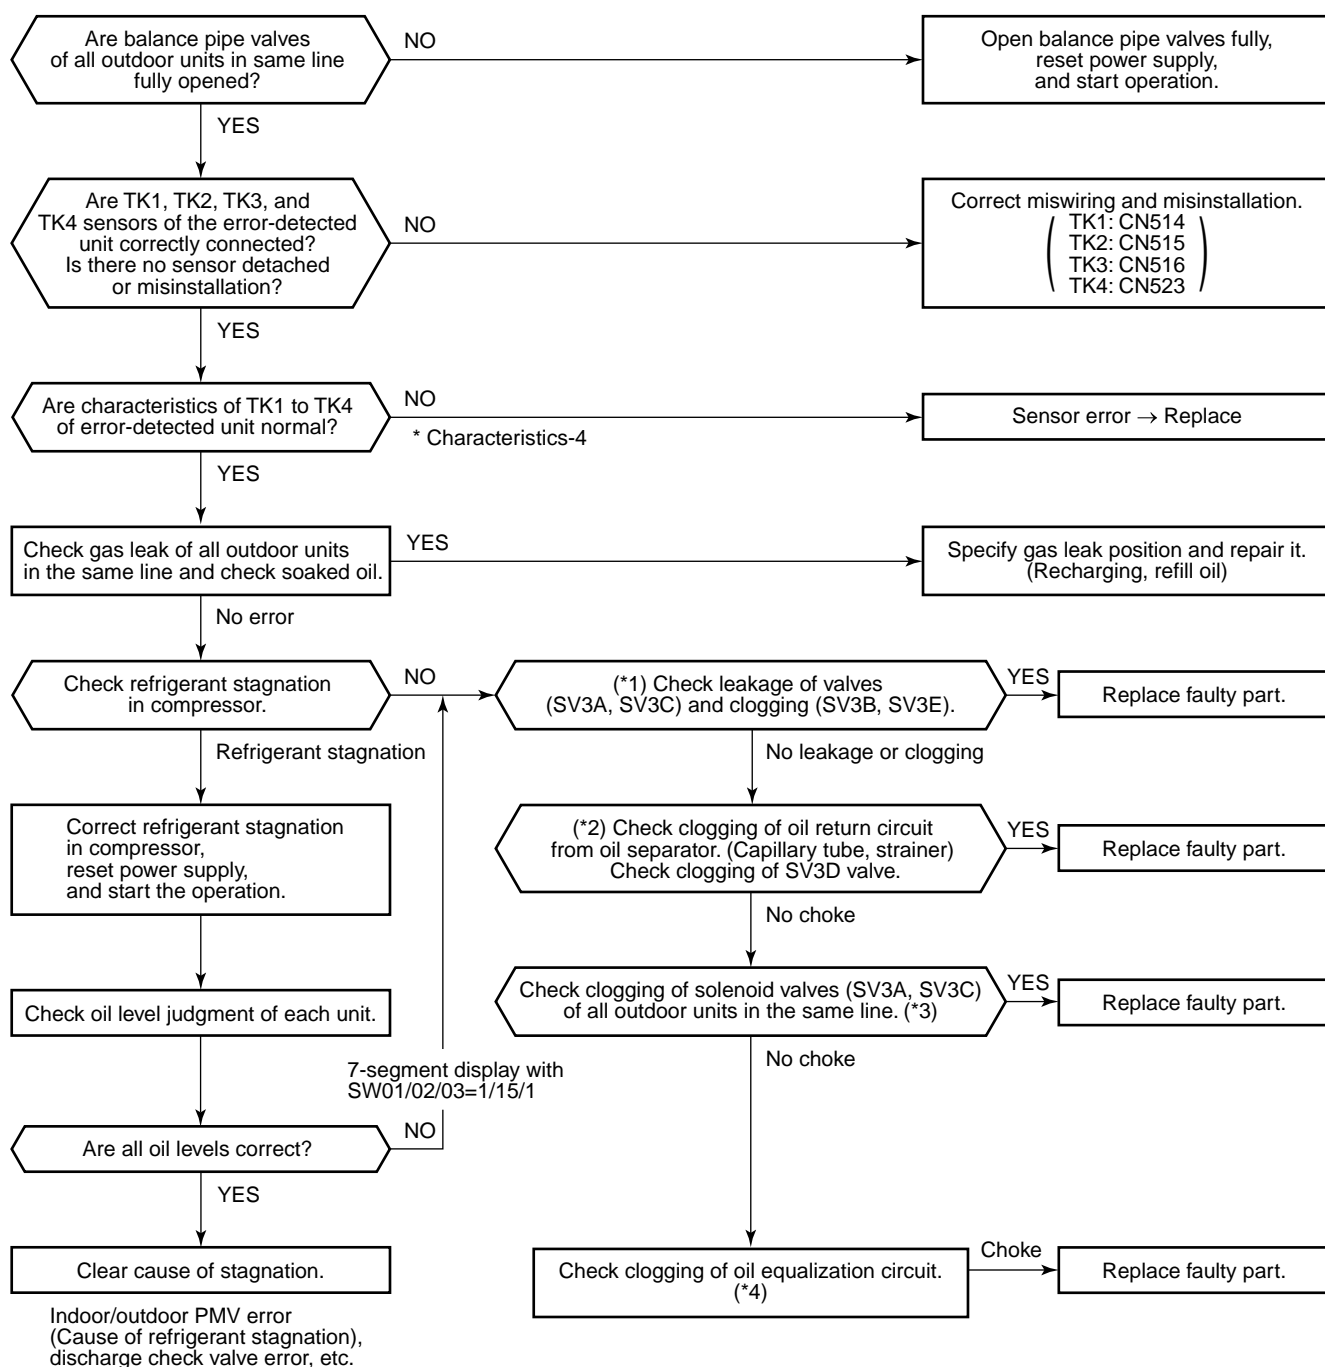 Are balance pipe valves
of all outdoor units in same line
fully opened?
NO
Open balance pipe valves fully,
reset power supply,
and start operation.
YES
Are TK1, TK2, TK3, and
TK4 sensors of the error-detected
unit correctly connected?
Is there no sensor detached
or misinstallation?
NO
Correct miswiring and misinstallation.
TK1: CN514
TK2: CN515
TK3: CN516
TK4: CN523
YES
Are characteristics of TK1 to TK4
of error-detected unit normal?
NO
* Characteristics-4
Sensor error → Replace
YES
Check gas leak of all outdoor units
in the same line and check soaked oil.
YES
Specify gas leak position and repair it.
(Recharging, refill oil)
No error
Check refrigerant stagnation
in compressor.
NO
(*1) Check leakage of valves
(SV3A, SV3C) and clogging (SV3B, SV3E).
YES
Replace faulty part.
Refrigerant stagnation
No leakage or clogging
Correct refrigerant stagnation
in compressor,
reset power supply,
and start the operation.
(*2) Check clogging of oil return circuit
from oil separator. (Capillary tube, strainer)
Check clogging of SV3D valve.
YES
Replace faulty part.
No choke
Check oil level judgment of each unit.
Check clogging of solenoid valves (SV3A, SV3C)
of all outdoor units in the same line. (*3)
YES
Replace faulty part.
No choke
7-segment display with
SW01/02/03=1/15/1
Are all oil levels correct?
NO
YES
Clear cause of stagnation.
Check clogging of oil equalization circuit.
(*4)
Choke
Replace faulty part.
Indoor/outdoor PMV error
(Cause of refrigerant stagnation),
discharge check valve error, etc.